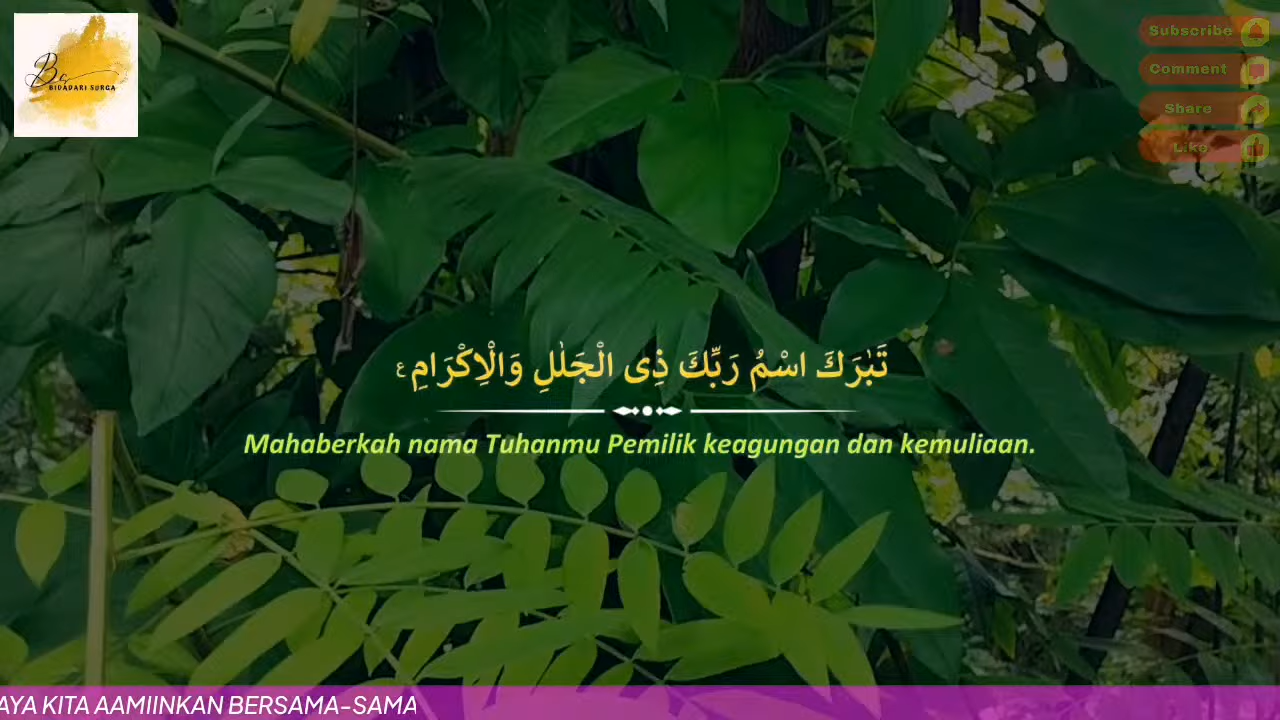 Bs
BIDADARI SURGA
Subscribe
Comment
Share
Like
تَبٰرَكَ اسْمُ رَبِّكَ ذِى الْجَلٰلِ وَالْاِكْرَامِ ࣖ
Mahaberkah nama Tuhanmu Pemilik keagungan dan kemuliaan.
AYA KITA AAMIINKAN BERSAMA-SAMA